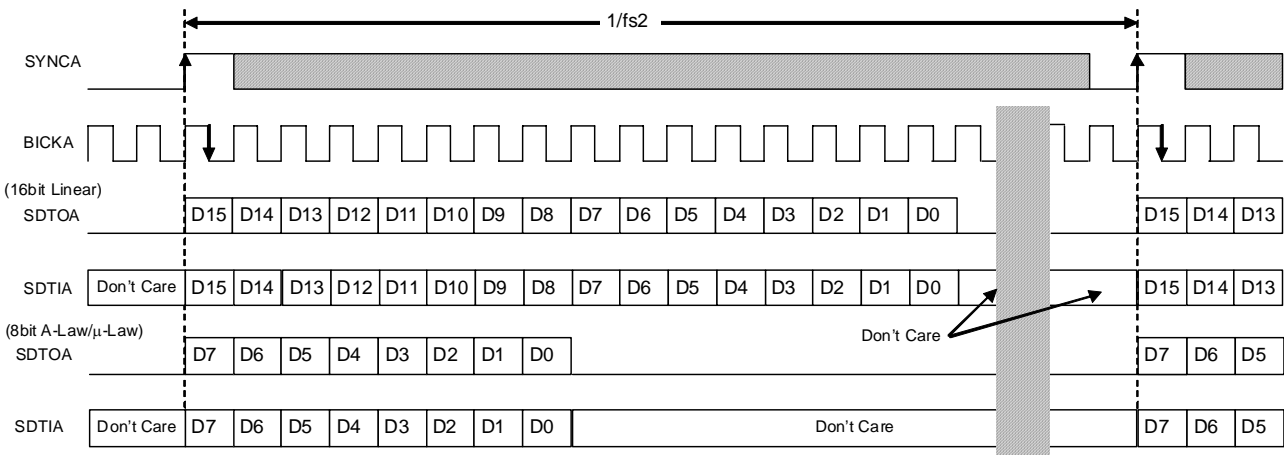 1/fs2
SYNCA
BICKA
(16bit Linear)
SDTOA D15 D14 D13 D12 D11 D10 D9 D8 D7 D6 D5 D4 D3 D2 D1 D0 D15 D14 D13
SDTIA Don't Care D15 D14 D13 D12 D11 D10 D9 D8 D7 D6 D5 D4 D3 D2 D1 D0 D15 D14 D13
Don't Care
(8bit A-Law/μ-Law)
SDTOA D7 D6 D5 D4 D3 D2 D1 D0 D7 D6 D5
SDTIA Don't Care D7 D6 D5 D4 D3 D2 D1 D0 Don't Care D7 D6 D5